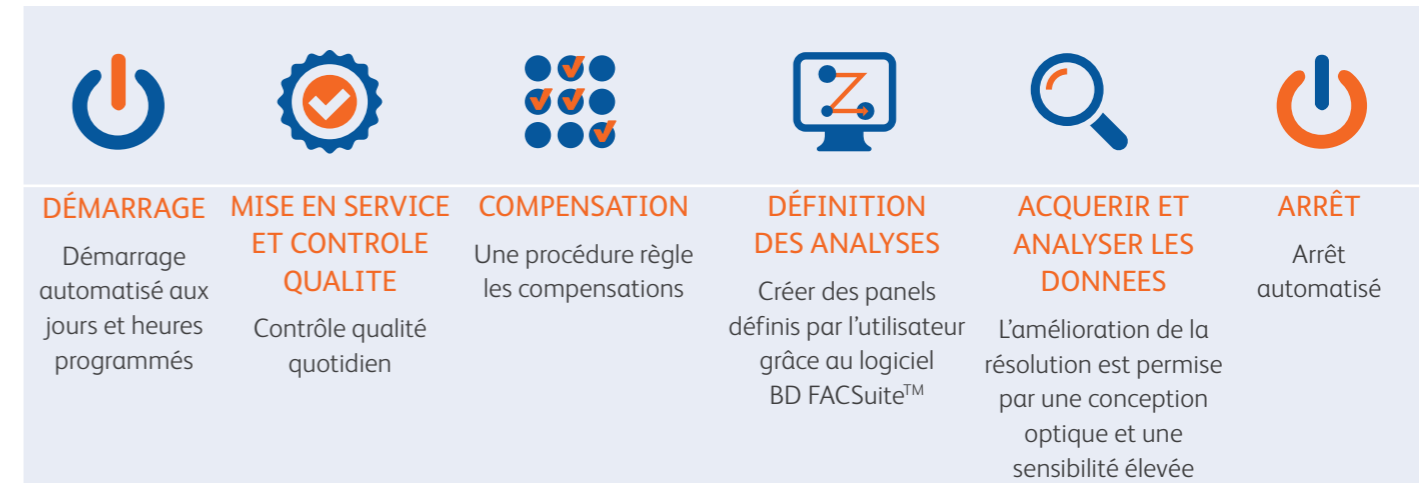 DÉMARRAGE
Démarrage
automatisé aux
jours et heures
programmés
MISE EN SERVICE
ET CONTROLE
QUALITE
Contrôle qualité
quotidien
COMPENSATION
Une procédure règle
les compensations
DÉFINITION
DES ANALYSES
Créer des panels
définis par l’utilisateur
grâce au logiciel
BD FACSuite™
ACQUERIR ET
ANALYSER LES
DONNEES
L’amélioration de la
résolution est permise
par une conception
optique et une
sensibilité élevée
ARRÊT
Arrêt
automatisé